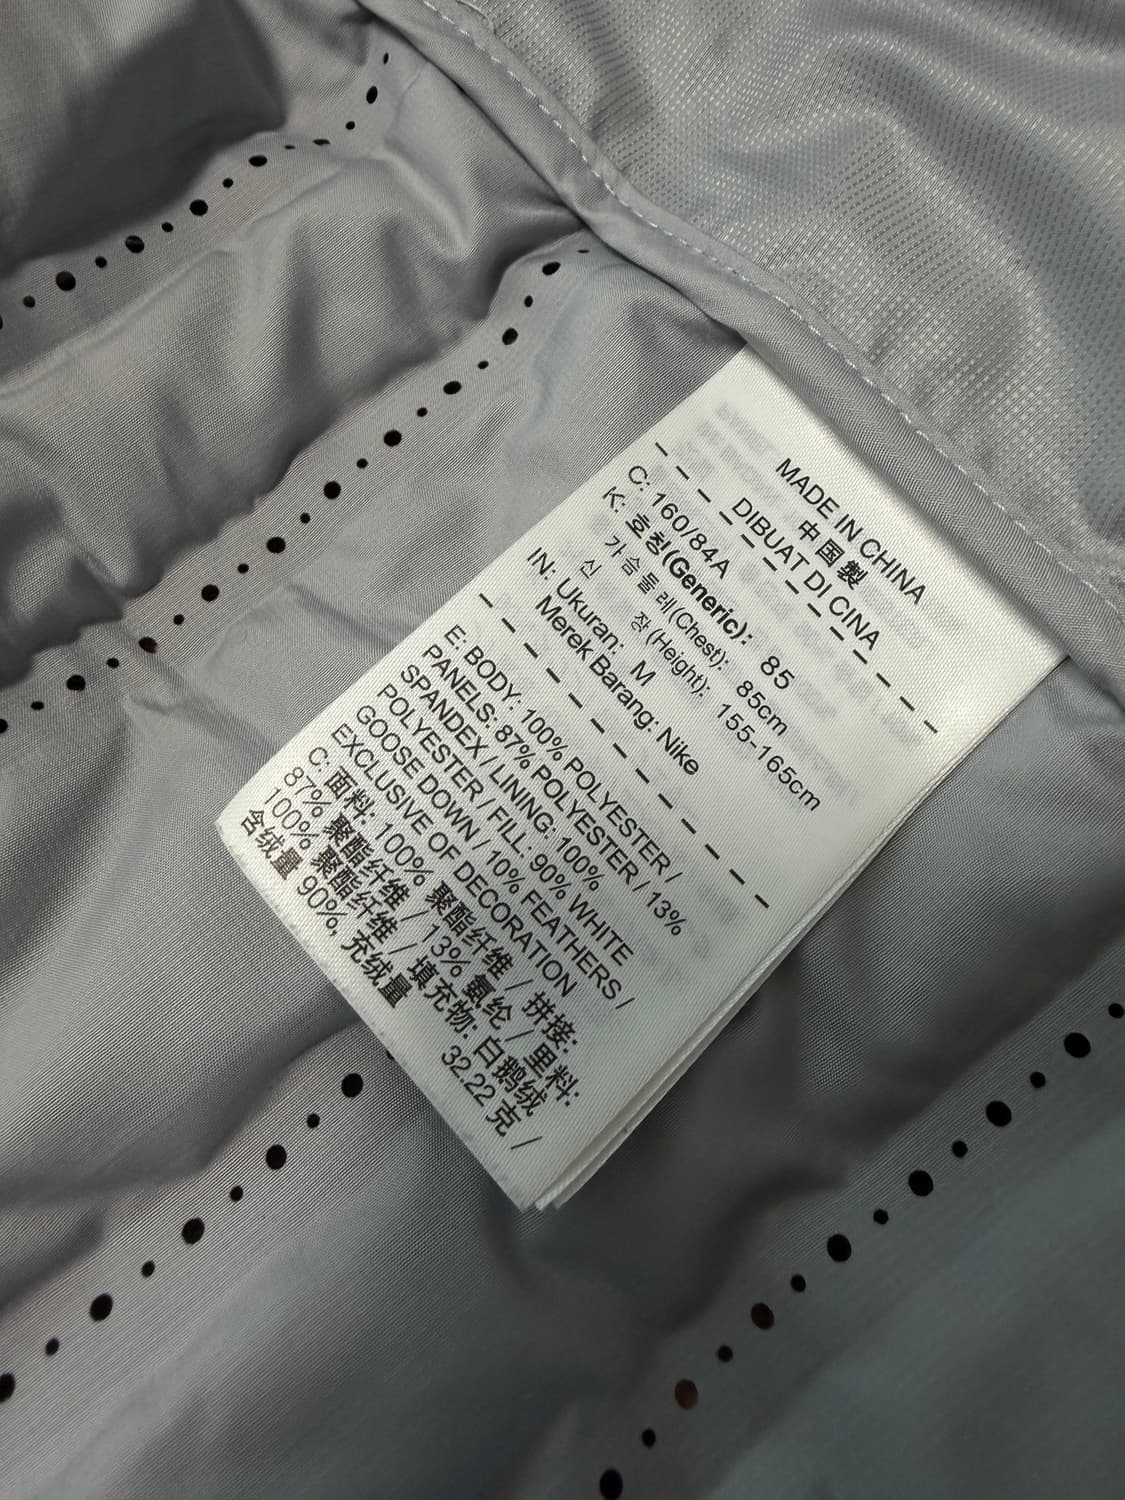 MADE IN CHINA
中国製
DIBUAT DI CINA
C: 160/84A
K: 호칭(Generic): 85
가슴둘레(Chest): 85cm
신 장(Height): 155-165cm
IN: Ukuran: M
Merek Barang: Nike
E: BODY: 100% POLYESTER /
PANELS: 87% POLYESTER / 13%
SPANDEX / LINING: 100%
POLYESTER / FILL: 90% WHITE
GOOSE DOWN / 10% FEATHERS /
EXCLUSIVE OF DECORATION
C: 面料: 100% 聚酯纤维 / 拼接:
87% 聚酯纤维 / 13% 氨纶 / 里料:
100% 聚酯纤维 / 填充物: 白鹅绒
含绒量 90%, 充绒量 32.22 克 /